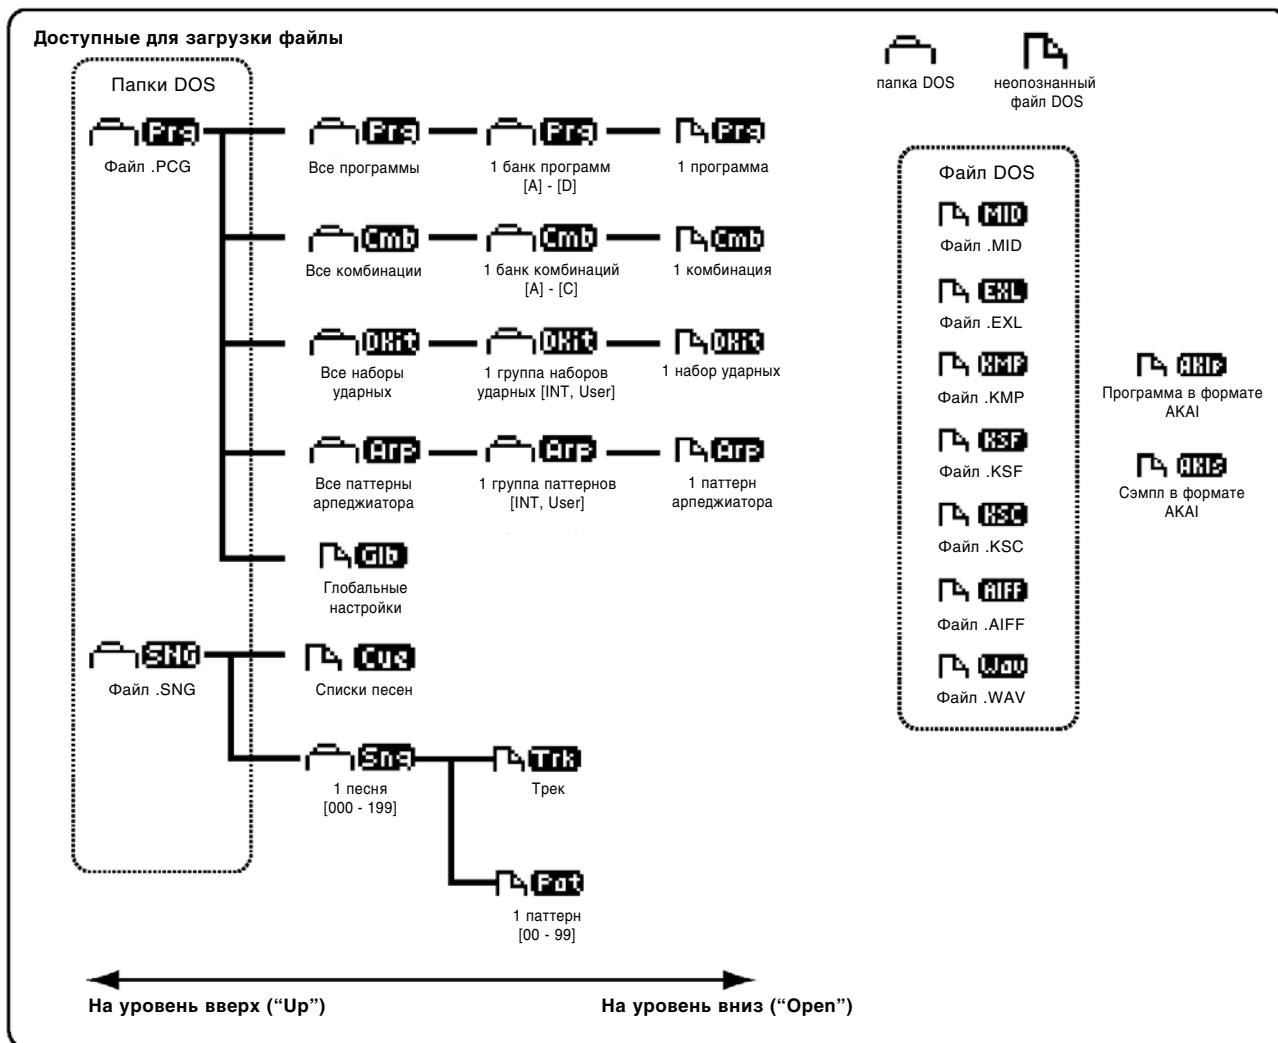 Доступные для загрузки файлы
папка DOS
неопознанный
файл DOS
Папки DOS
Prg
Файл .PCG
Prg
Все программы
Prg
1 банк программ
[A] - [D]
Prg
1 программа
Cmb
Все комбинации
Cmb
1 банк комбинаций
[A] - [C]
Cmb
1 комбинация
DKit
Все наборы
ударных
DKit
1 группа наборов
ударных [INT, User]
DKit
1 набор ударных
Arp
Все паттерны
арпеджиатора
Arp
1 группа паттернов
[INT, User]
Arp
1 паттерн
арпеджиатора
Glb
Глобальные
настройки
SNG
Файл .SNG
Cue
Списки песен
Sng
1 песня
[000 - 199]
Trk
Трек
Pat
1 паттерн
[00 - 99]
Файл DOS
MID
Файл .MID
EXL
Файл .EXL
KMP
Файл .KMP
KSF
Файл .KSF
KSC
Файл .KSC
AIFF
Файл .AIFF
Wav
Файл .WAV
AKIp
Программа в формате
AKAI
AKIs
Сэмпл в формате
AKAI
На уровень вверх (“Up”)
На уровень вниз (“Open”)